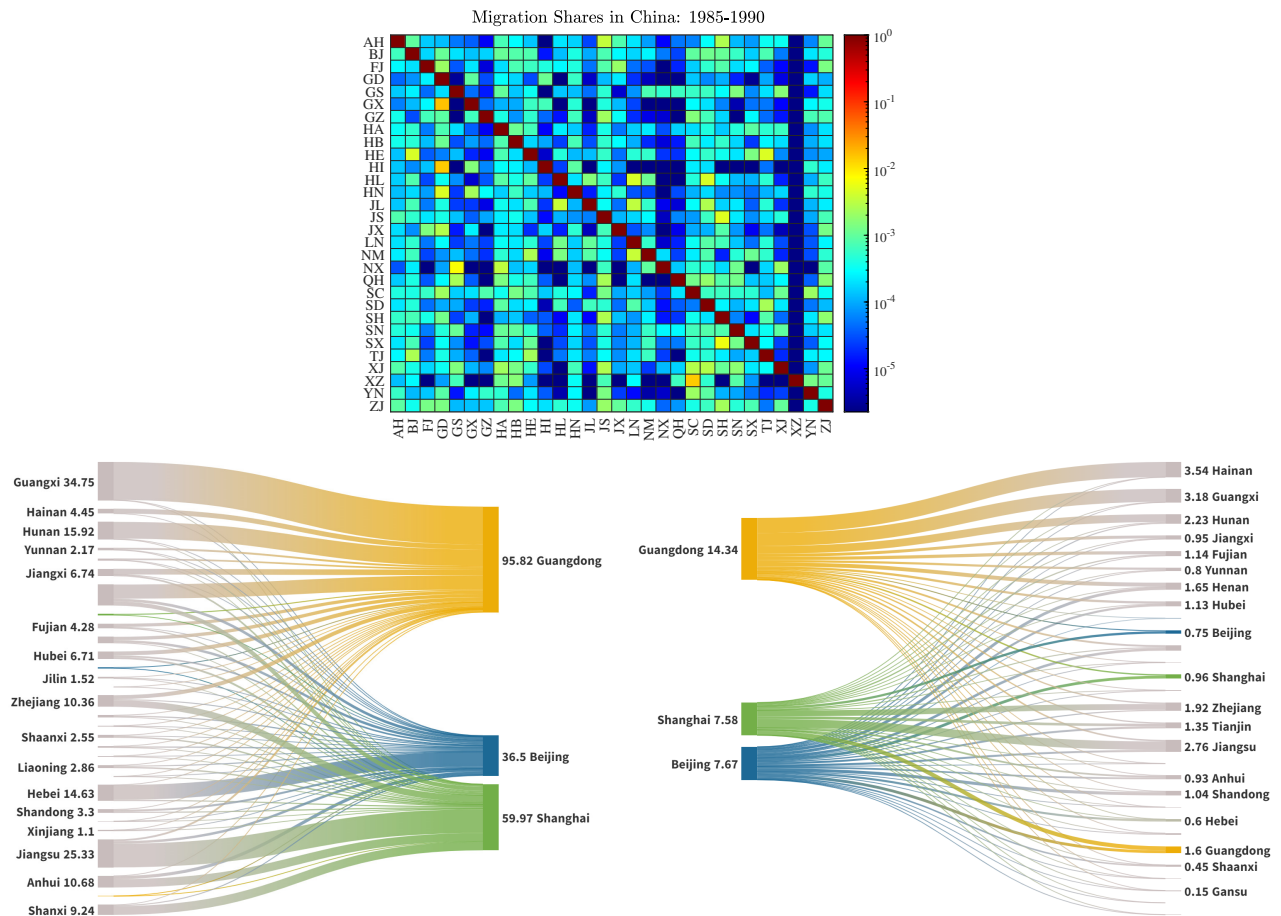 Migration Shares in China: 1985-1990
AH
BJ
FJ
GD
GS
GX
GZ
HA
HB
HE
HI
HL
HN
JL
JS
JX
LN
NM
NX
QH
SC
SD
SH
SN
SX
TJ
XJ
XZ
YN
ZJ
AH BJ FJ GD GS GX GZ HA HB HE HI HL HN JL JS JX LN NM NX QH SC SD SH SN SX TJ XJ XZ YN ZJ
10^0
10^-1
10^-2
10^-3
10^-4
10^-5
Guangxi 34.75
Hainan 4.45
Hunan 15.92
Yunnan 2.17
Jiangxi 6.74
Fujian 4.28
Hubei 6.71
Jilin 1.52
Zhejiang 10.36
Shaanxi 2.55
Liaoning 2.86
Hebei 14.63
Shandong 3.3
Xinjiang 1.1
Jiangsu 25.33
Anhui 10.68
Shanxi 9.24
95.82 Guangdong
36.5 Beijing
59.97 Shanghai
Guangdong 14.34
Shanghai 7.58
Beijing 7.67
3.54 Hainan
3.18 Guangxi
2.23 Hunan
0.95 Jiangxi
1.14 Fujian
0.8 Yunnan
1.65 Henan
1.13 Hubei
0.75 Beijing
0.96 Shanghai
1.92 Zhejiang
1.35 Tianjin
2.76 Jiangsu
0.93 Anhui
1.04 Shandong
0.6 Hebei
1.6 Guangdong
0.45 Shaanxi
0.15 Gansu